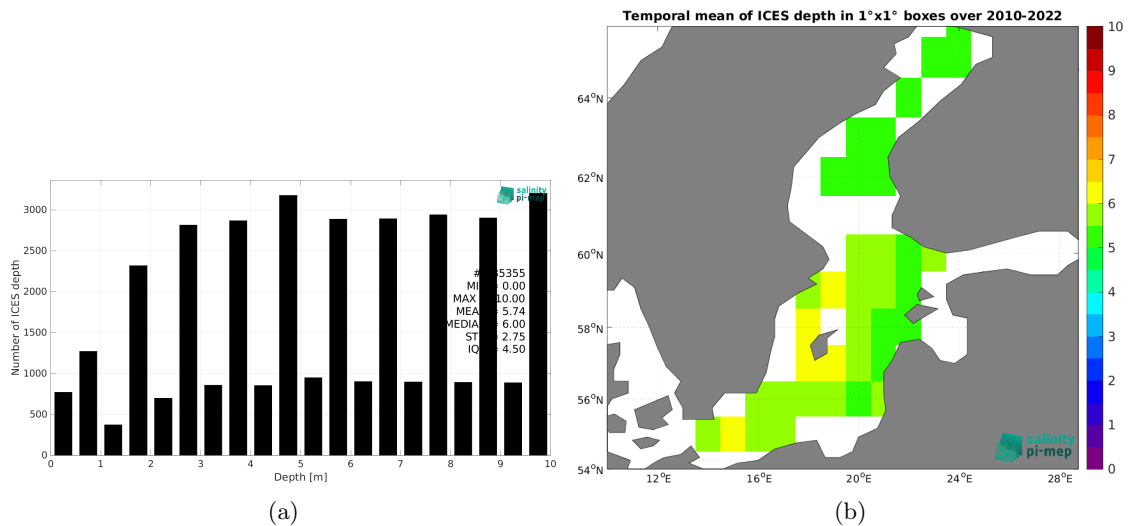 Number of ICES depth
3000
2500
2000
1500
1000
500
0
0 1 2 3 4 5 6 7 8 9 10
Depth [m]
salinity
pi-mep
MAX 10.00
= 5.74
MEDIAN = 6.00
= 2.75
= 4.50
(a)
Temporal mean of ICES depth in 1°x1° boxes over 2010-2022
64°N
62°N
60°N
58°N
56°N
54°N
12°E 16°E 20°E 24°E 28°E
10
9
8
7
6
5
4
3
2
1
0
salinity
pi-mep
(b)